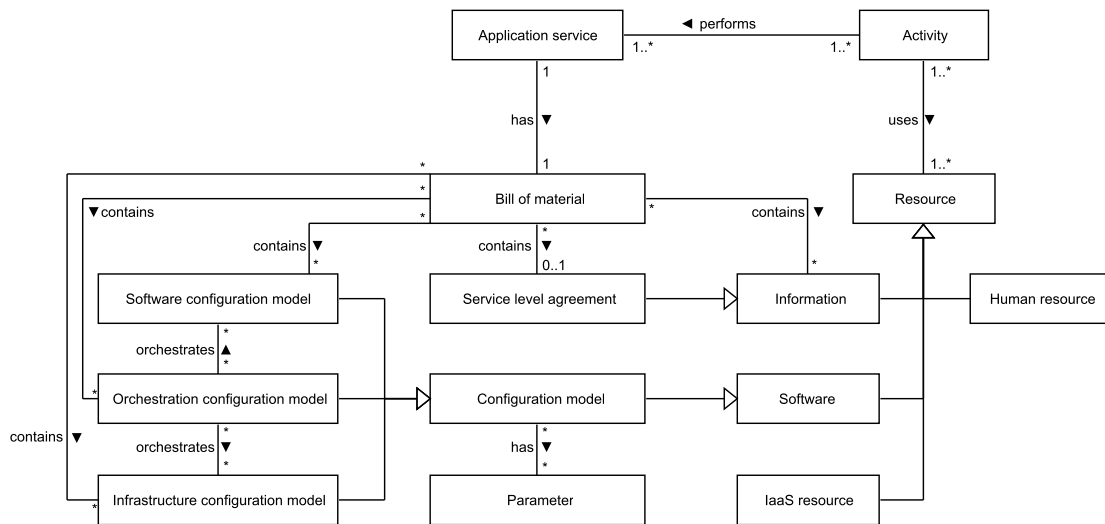 Application service
◄ performs
Activity
1..*
1..*
1
1..*
has ▼
uses ▼
*
1
1..*
*
Bill of material
*
Resource
▼contains
*
contains ▼
contains ▼
contains ▼
*
*
0..1
*
Software configuration model
Service level agreement
Information
Human resource
*
orchestrates ▲
*
*
Orchestration configuration model
Configuration model
Software
*
*
contains ▼
orchestrates ▼
has ▼
*
*
*
Infrastructure configuration model
Parameter
IaaS resource